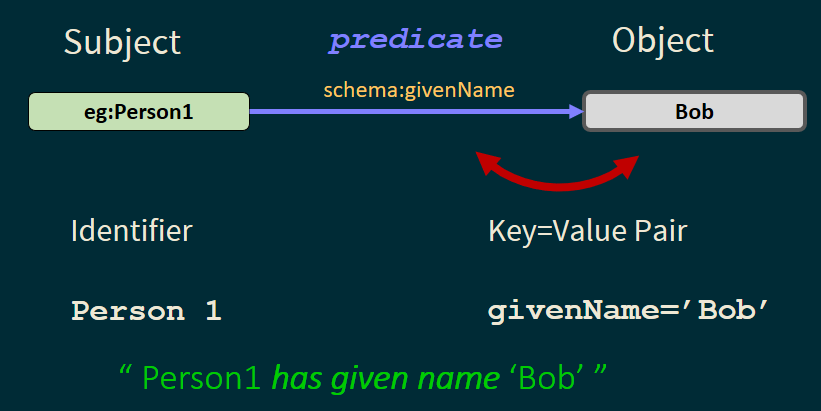 Subject predicate Object
schema:givenName
eg:Person1 Bob
Identifier Key=Value Pair
Person 1 givenName=’Bob’
“ Person1 has given name ‘Bob’ ”